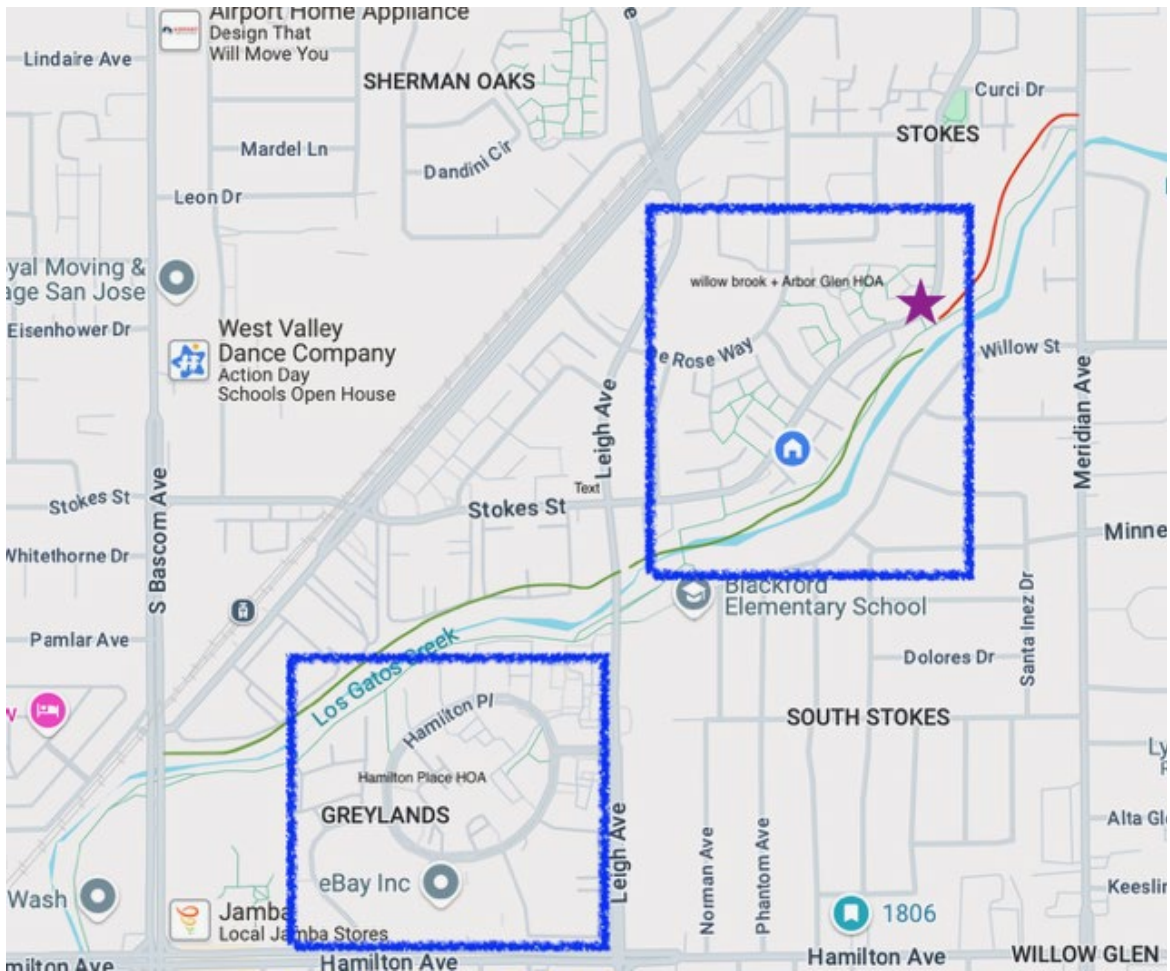 Airport Home Appliance
Design That
Will Move You
Lindaire Ave
SHERMAN OAKS
Curci Dr
STOKES
Mardel Ln
Dandini Cir
Leon Dr
yal Moving &
age San Jose
willow brook + Arbor Glen HOA
Eisenhower Dr
West Valley
Dance Company
Action Day
Schools Open House
e Rose Way
Willow St
Leigh Ave
Meridian Ave
S Bascom Ave
Text
Stokes St
Stokes St
Minne
Whitethorne Dr
Blackford
Elementary School
Pamlar Ave
Los Gatos Creek
Dolores Dr
Santa Inez Dr
Hamilton Pl
SOUTH STOKES
Hamilton Place HOA
GREYLANDS
Leigh Ave
Norman Ave
Phantom Ave
Alta Gl
Keeslin
eBay Inc
Wash
Jamba
Local Jamba Stores
1806
Hamilton Ave
Hamilton Ave
WILLOW GLEN
milton Ave